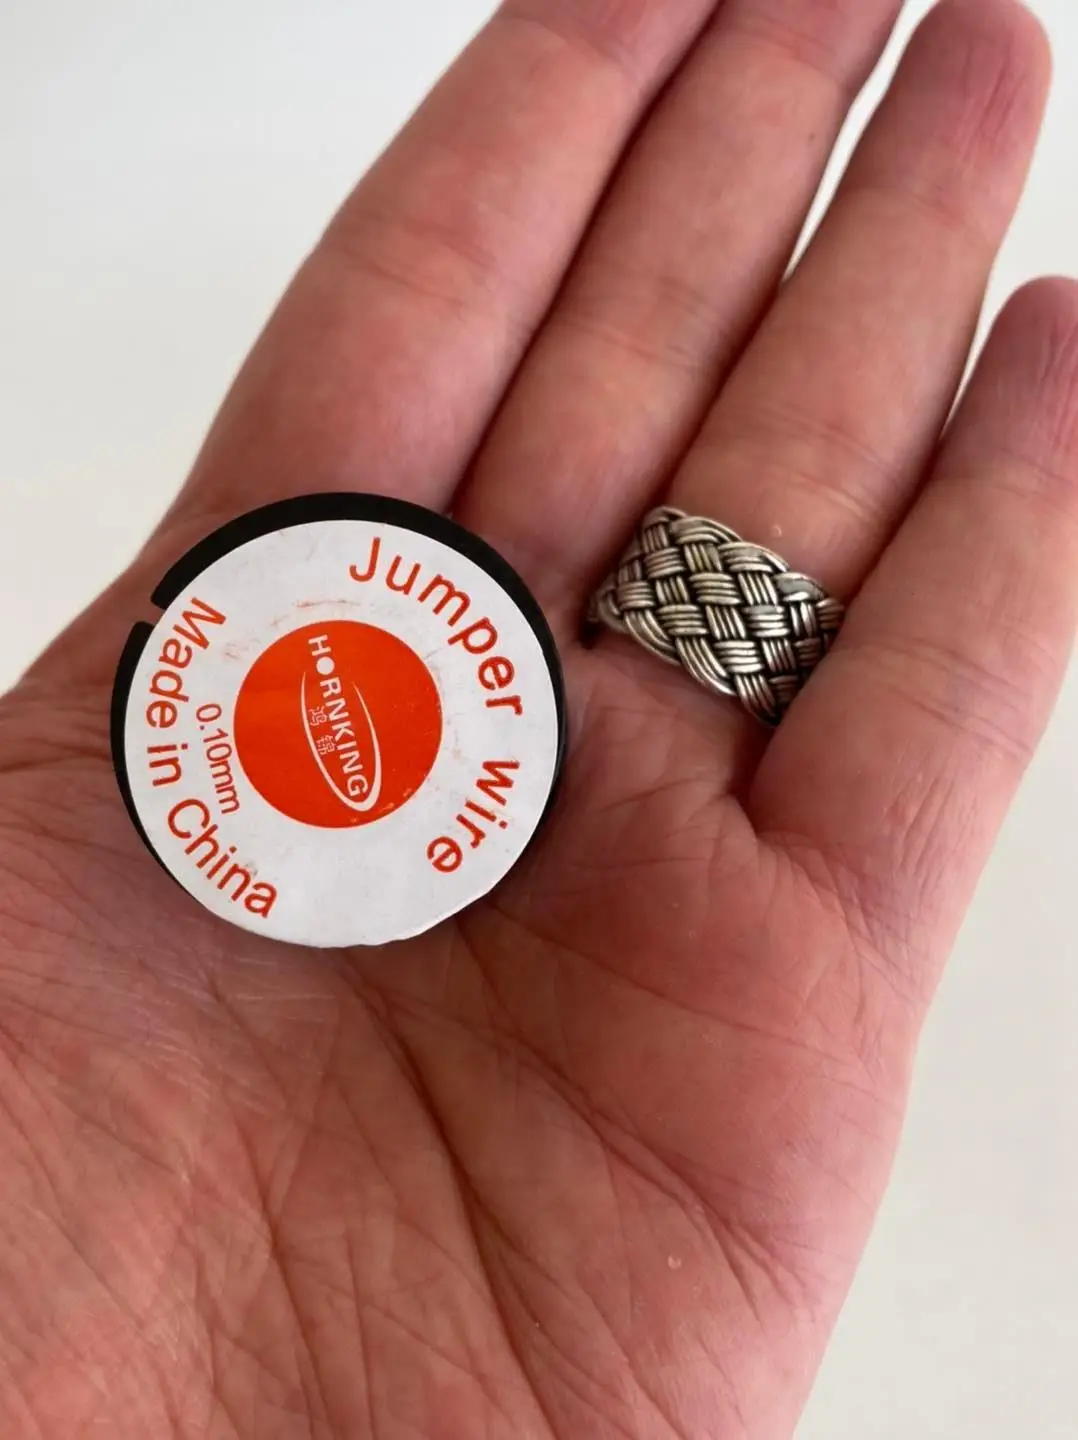 Jumper wire
HORNKING
鸿锦
0.10mm
Made in China